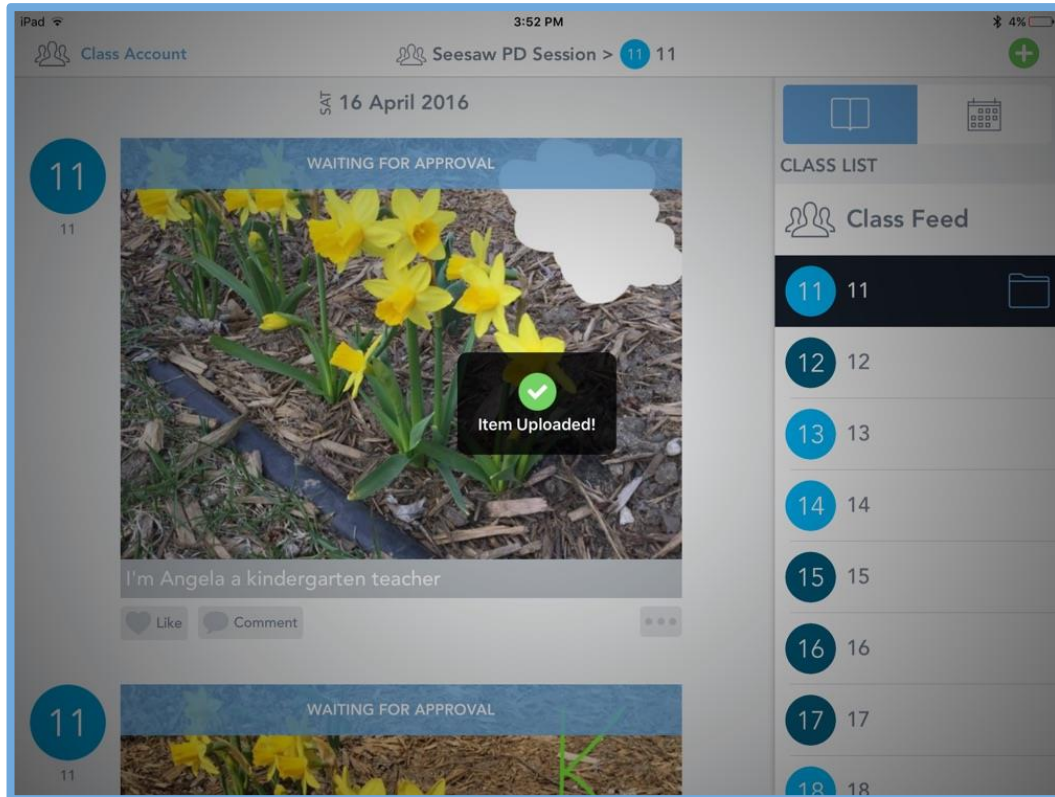 iPad 3:52 PM 4%
Class Account Seesaw PD Session > 11 11
SAT 16 April 2016
11
11
WAITING FOR APPROVAL
Item Uploaded!
I'm Angela a kindergarten teacher
Like Comment
11
11
WAITING FOR APPROVAL
K
CLASS LIST
Class Feed
11 11
12 12
13 13
14 14
15 15
16 16
17 17
18 18